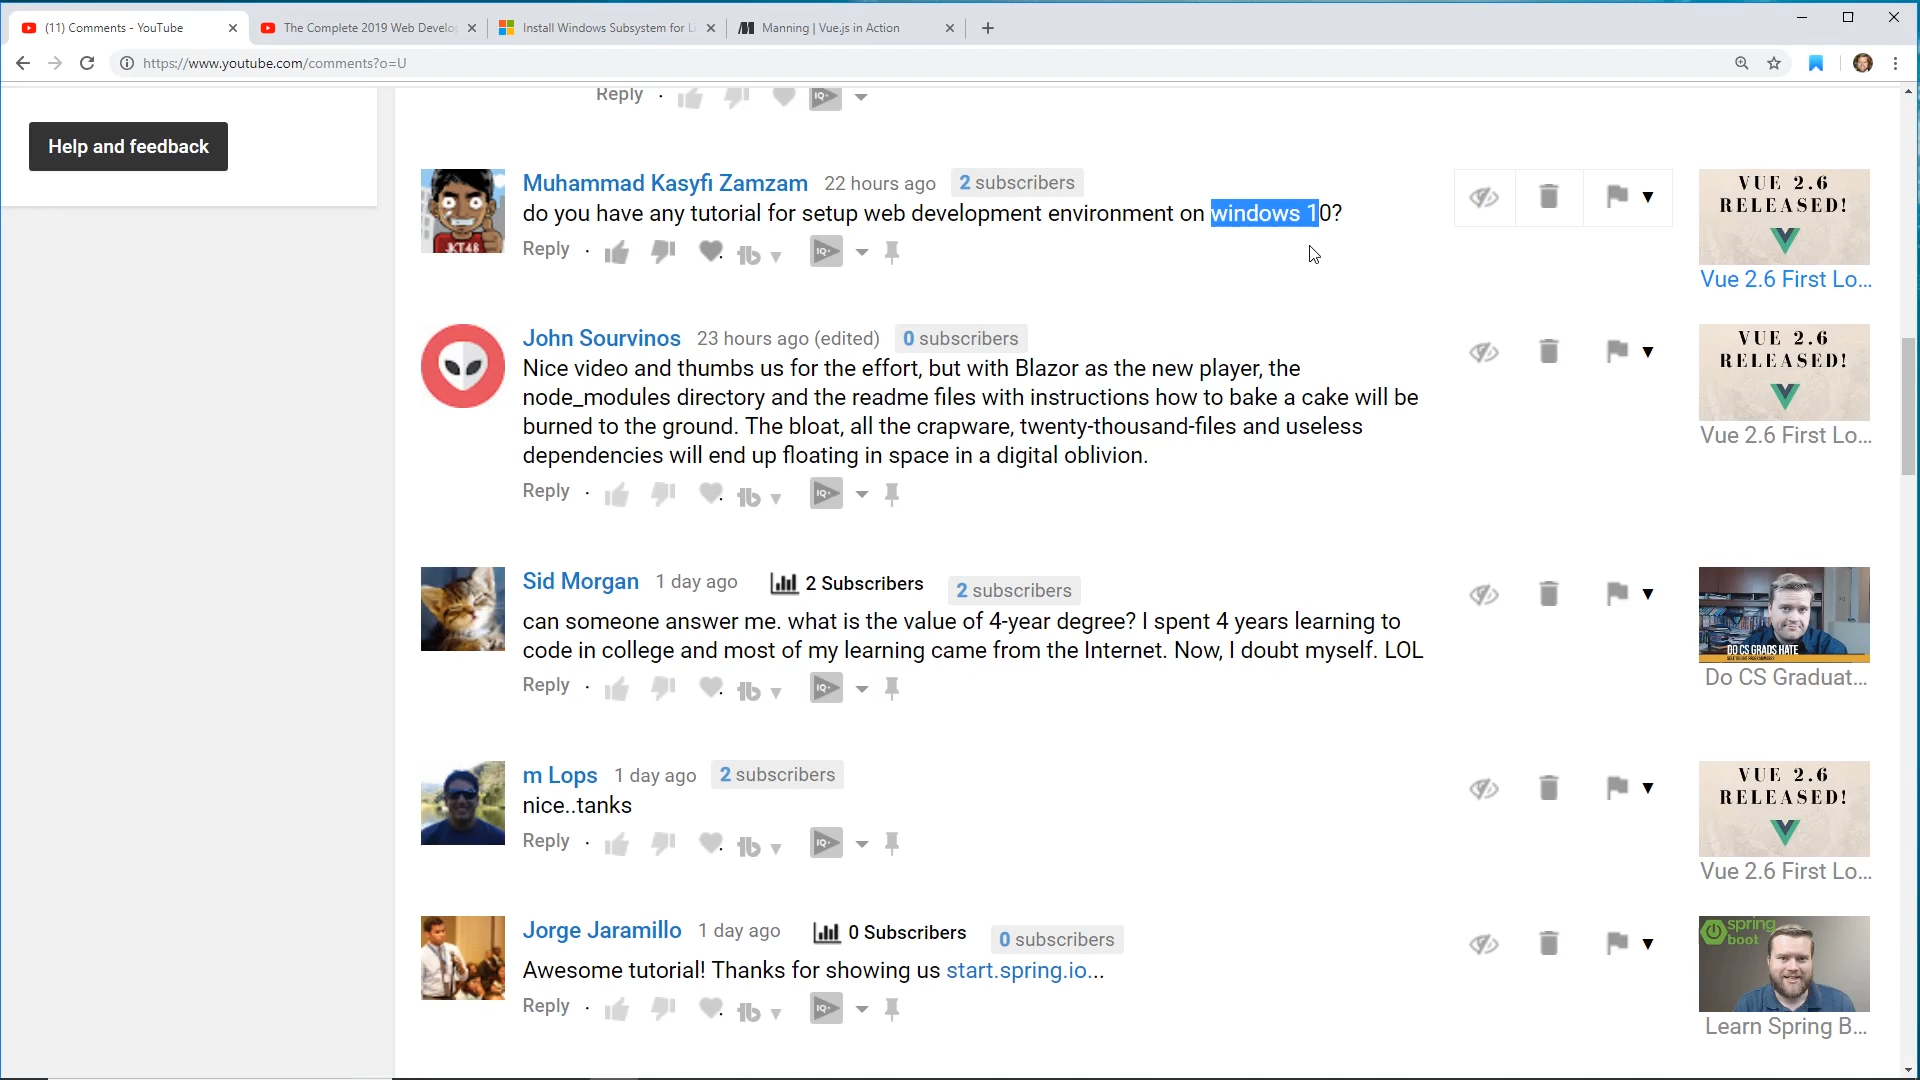 (11) Comments - YouTube
The Complete 2019 Web Develop
Install Windows Subsystem for Li
Manning | Vue.js in Action
https://www.youtube.com/comments?o=U
Reply
Help and feedback
Muhammad Kasyfi Zamzam 22 hours ago 2 subscribers
do you have any tutorial for setup web development environment on windows 10?
JKT48
Reply
VUE 2.6
RELEASED!
Vue 2.6 First Lo...
John Sourvinos 23 hours ago (edited) 0 subscribers
Nice video and thumbs us for the effort, but with Blazor as the new player, the
node_modules directory and the readme files with instructions how to bake a cake will be
burned to the ground. The bloat, all the crapware, twenty-thousand-files and useless
dependencies will end up floating in space in a digital oblivion.
Reply
VUE 2.6
RELEASED!
Vue 2.6 First Lo...
Sid Morgan 1 day ago 2 Subscribers 2 subscribers
can someone answer me. what is the value of 4-year degree? I spent 4 years learning to
code in college and most of my learning came from the Internet. Now, I doubt myself. LOL
Reply
DO CS GRADS HATE
SELF TAUGHT PROGRAMMERS?
Do CS Graduat...
m Lops 1 day ago 2 subscribers
nice..tanks
Reply
VUE 2.6
RELEASED!
Vue 2.6 First Lo...
Jorge Jaramillo 1 day ago 0 Subscribers 0 subscribers
Awesome tutorial! Thanks for showing us start.spring.io...
Reply
spring
boot
Learn Spring B...